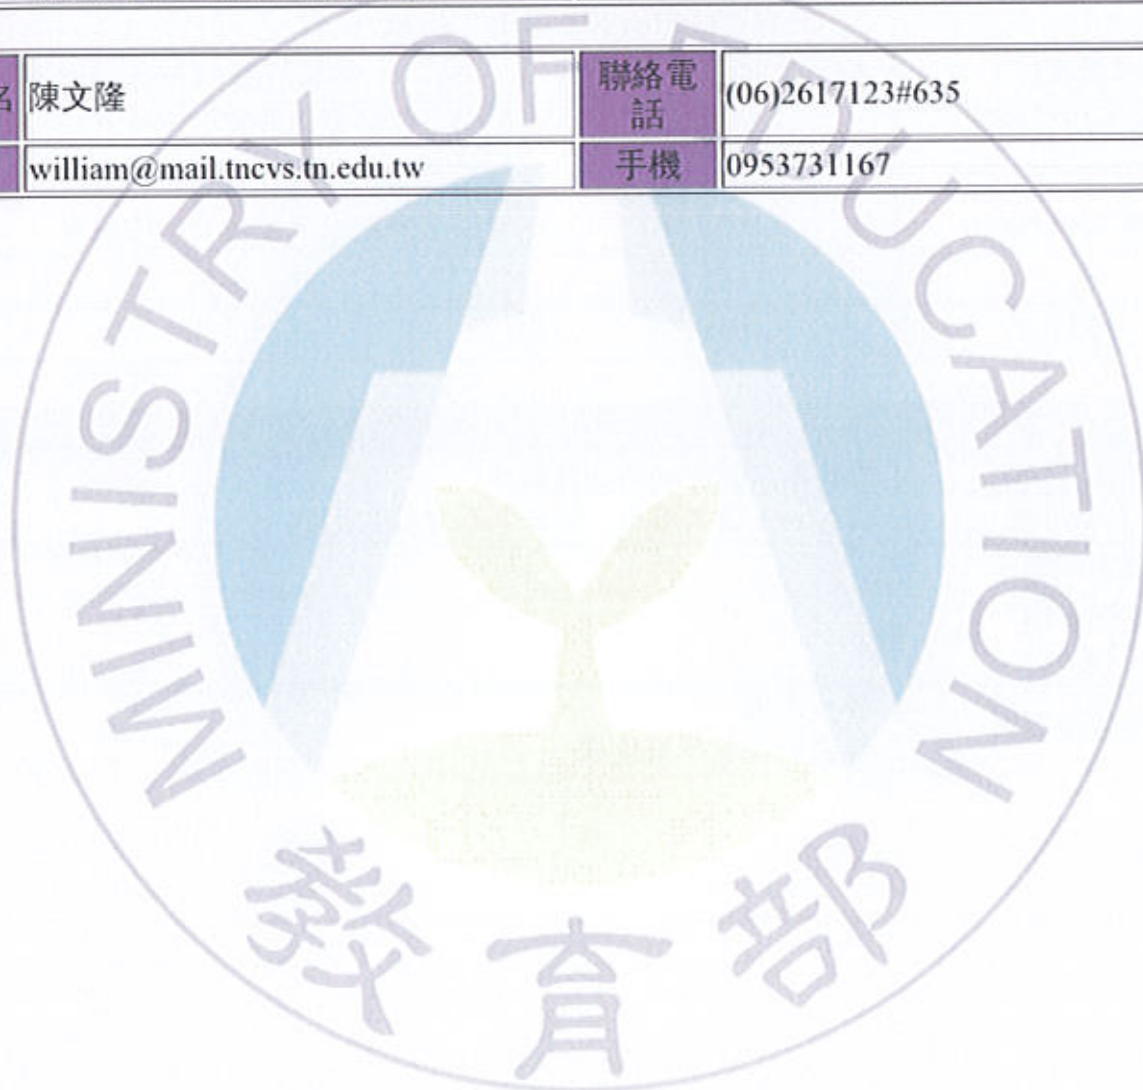 名 陳文隆 聯絡電話 (06)2617123#635
william@mail.tncvs.tn.edu.tw 手機 0953731167
MINISTRY OF EDUCATION
教育部